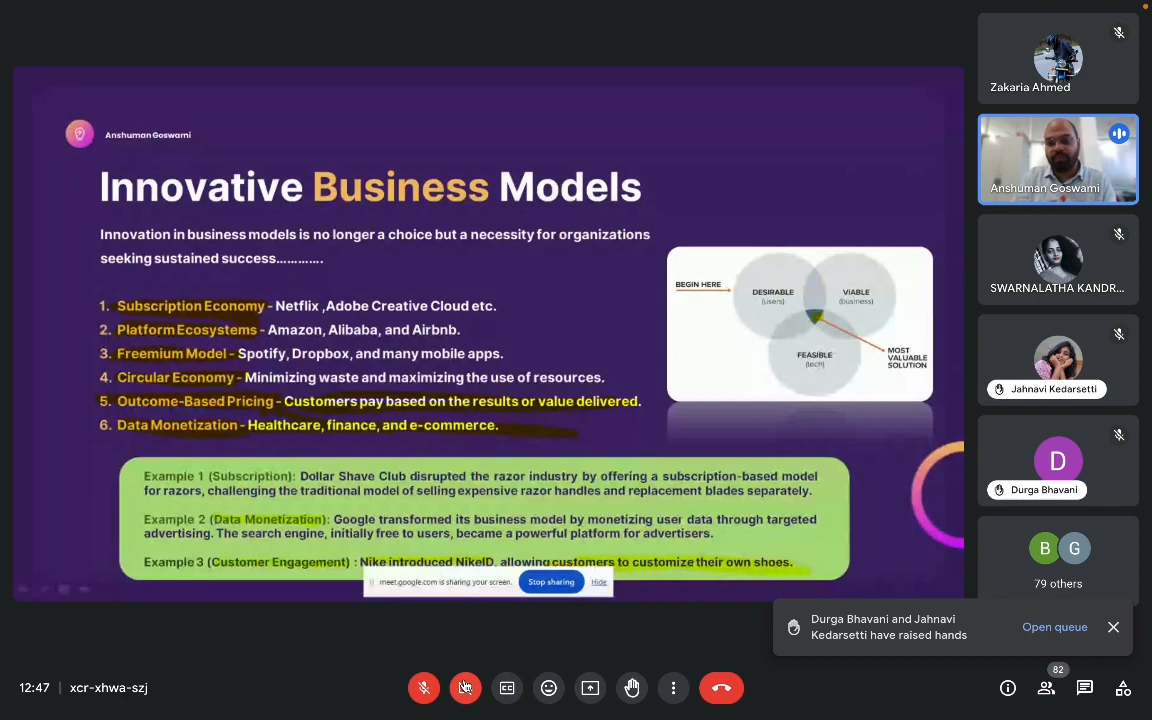 Zakaria Ahmed
Anshuman Goswami
Innovative Business Models
Innovation in business models is no longer a choice but a necessity for organizations
seeking sustained success.............
1. Subscription Economy - Netflix ,Adobe Creative Cloud etc.
2. Platform Ecosystems - Amazon, Alibaba, and Airbnb.
3. Freemium Model - Spotify, Dropbox, and many mobile apps.
4. Circular Economy - Minimizing waste and maximizing the use of resources.
5. Outcome-Based Pricing - Customers pay based on the results or value delivered.
6. Data Monetization - Healthcare, finance, and e-commerce.
BEGIN HERE
DESIRABLE
(users)
VIABLE
(business)
FEASIBLE
(tech)
MOST
VALUABLE
SOLUTION
Example 1 (Subscription): Dollar Shave Club disrupted the razor industry by offering a subscription-based model
for razors, challenging the traditional model of selling expensive razor handles and replacement blades separately.
Example 2 (Data Monetization): Google transformed its business model by monetizing user data through targeted
advertising. The search engine, initially free to users, became a powerful platform for advertisers.
Example 3 (Customer Engagement) : Nike introduced NikeID, allowing customers to customize their own shoes.
meet.google.com is sharing your screen.
Stop sharing
Hide
Anshuman Goswami
SWARNALATHA KANDR...
Jahnavi Kedarsetti
D
Durga Bhavani
B
G
79 others
Durga Bhavani and Jahnavi
Kedarsetti have raised hands
Open queue
12:47 | xcr-xhwa-szj
CC
82